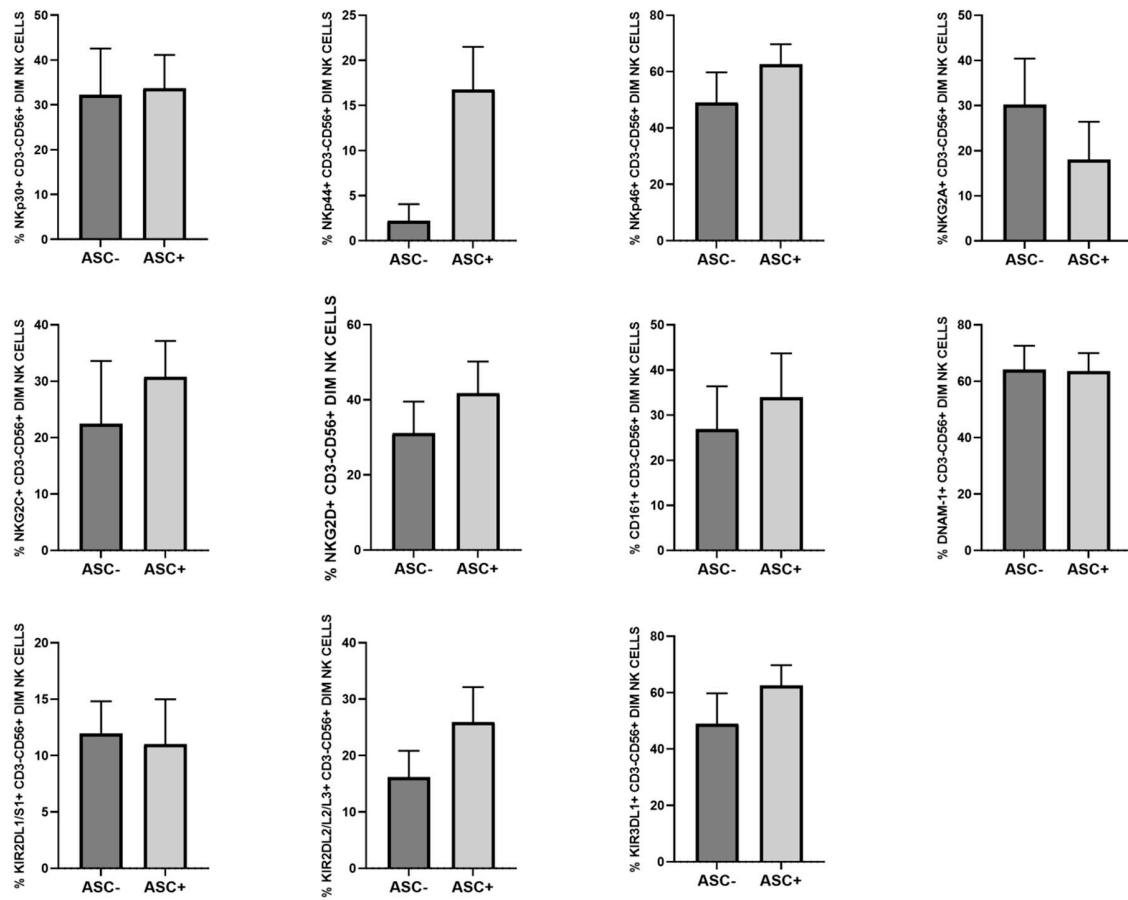 % NKp30+ CD3-CD56+ DIM NK CELLS
50
40
30
20
10
0
ASC- ASC+
% NKp44+ CD3-CD56+ DIM NK CELLS
25
20
15
10
5
0
ASC- ASC+
% NKp46+ CD3-CD56+ DIM NK CELLS
80
60
40
20
0
ASC- ASC+
%NKG2A+ CD3-CD56+ DIM NK CELLS
50
40
30
20
10
0
ASC- ASC+
% NKG2C+ CD3-CD56+ DIM NK CELLS
40
30
20
10
0
ASC- ASC+
% NKG2D+ CD3-CD56+ DIM NK CELLS
60
40
20
0
ASC- ASC+
% CD161+ CD3-CD56+ DIM NK CELLS
50
40
30
20
10
0
ASC- ASC+
% DNAM-1+ CD3-CD56+ DIM NK CELLS
80
60
40
20
0
ASC- ASC+
% KIR2DL1/S1+ CD3-CD56+ DIM NK CELLS
20
15
10
5
0
ASC- ASC+
% KIR2DL2/L2/L3+ CD3-CD56+ DIM NK CELLS
40
30
20
10
0
ASC- ASC+
% KIR3DL1+ CD3-CD56+ DIM NK CELLS
80
60
40
20
0
ASC- ASC+